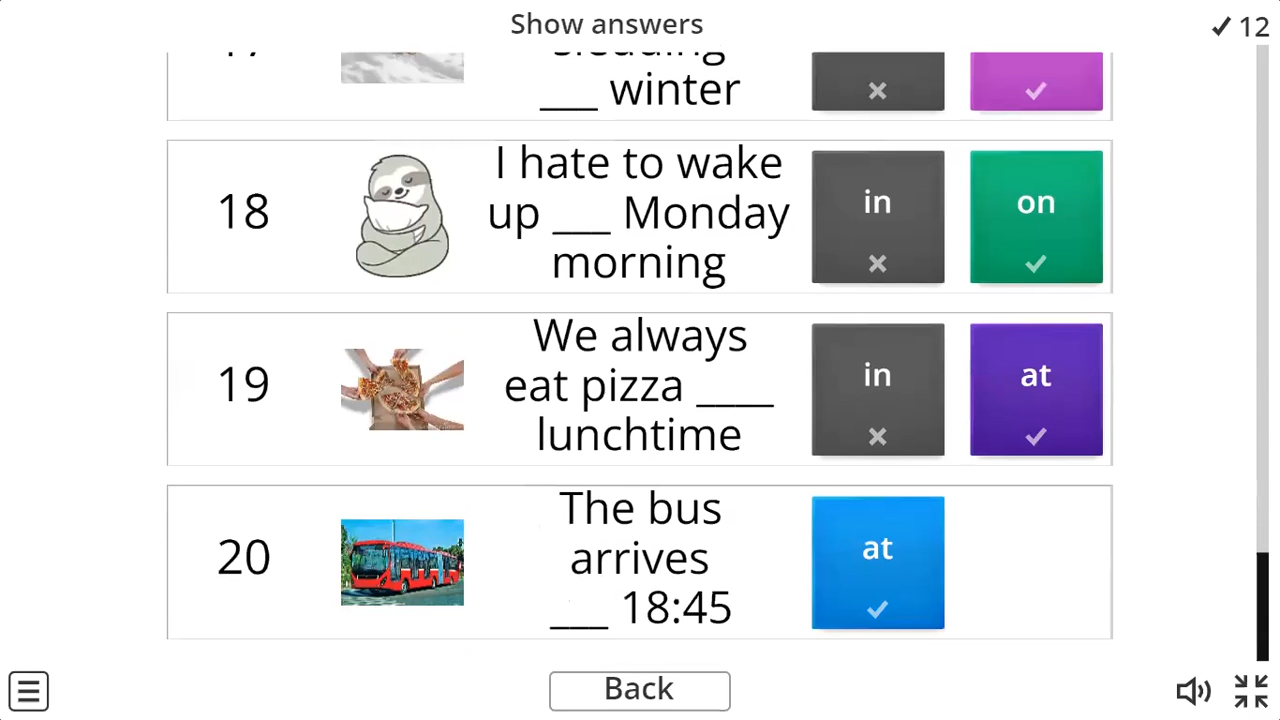 Show answers
12
sledding
___ winter
18
I hate to wake
up ___ Monday
morning
in
on
19
We always
eat pizza ____
lunchtime
in
at
20
The bus
arrives
___ 18:45
at
Back